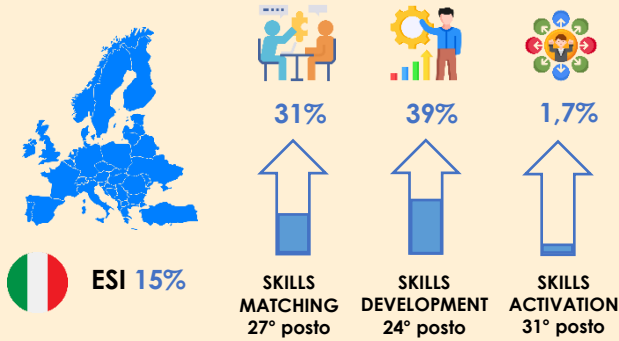 31%
39%
1,7%
ESI 15%
SKILLS
MATCHING
27° posto
SKILLS
DEVELOPMENT
24° posto
SKILLS
ACTIVATION
31° posto